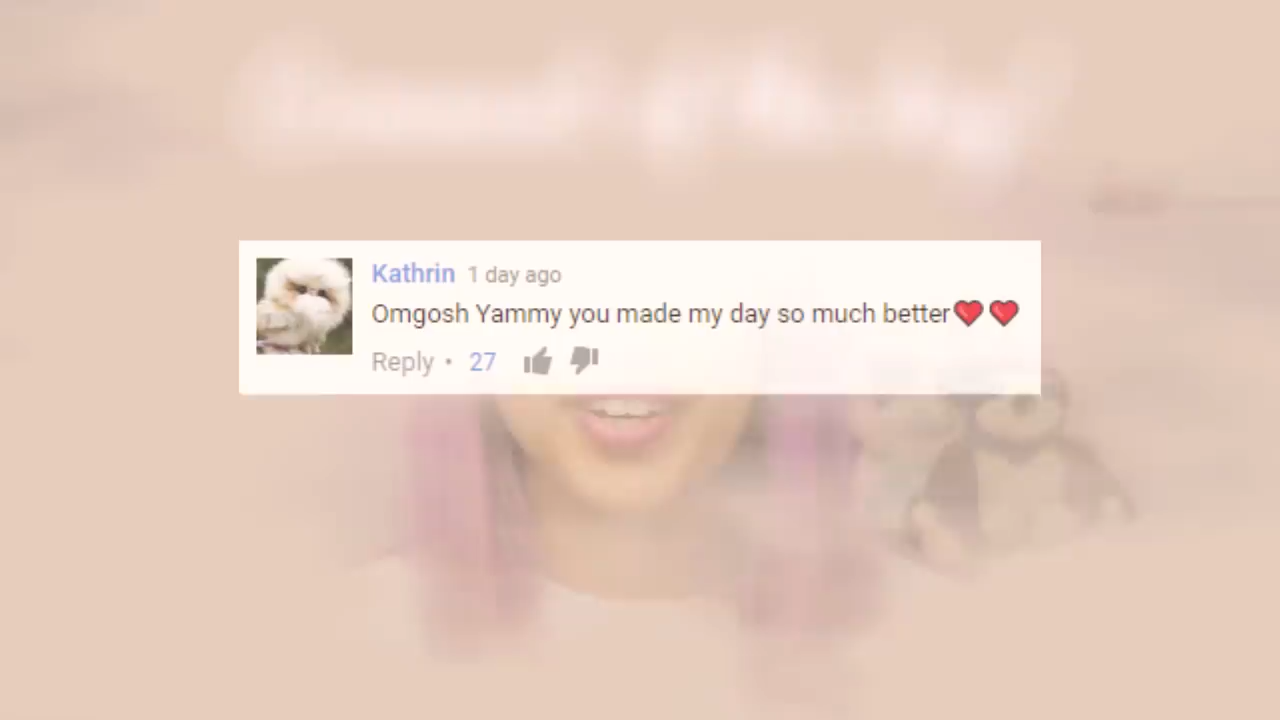 Kathrin 1 day ago
Omgosh Yammy you made my day so much better❤❤
Reply • 27